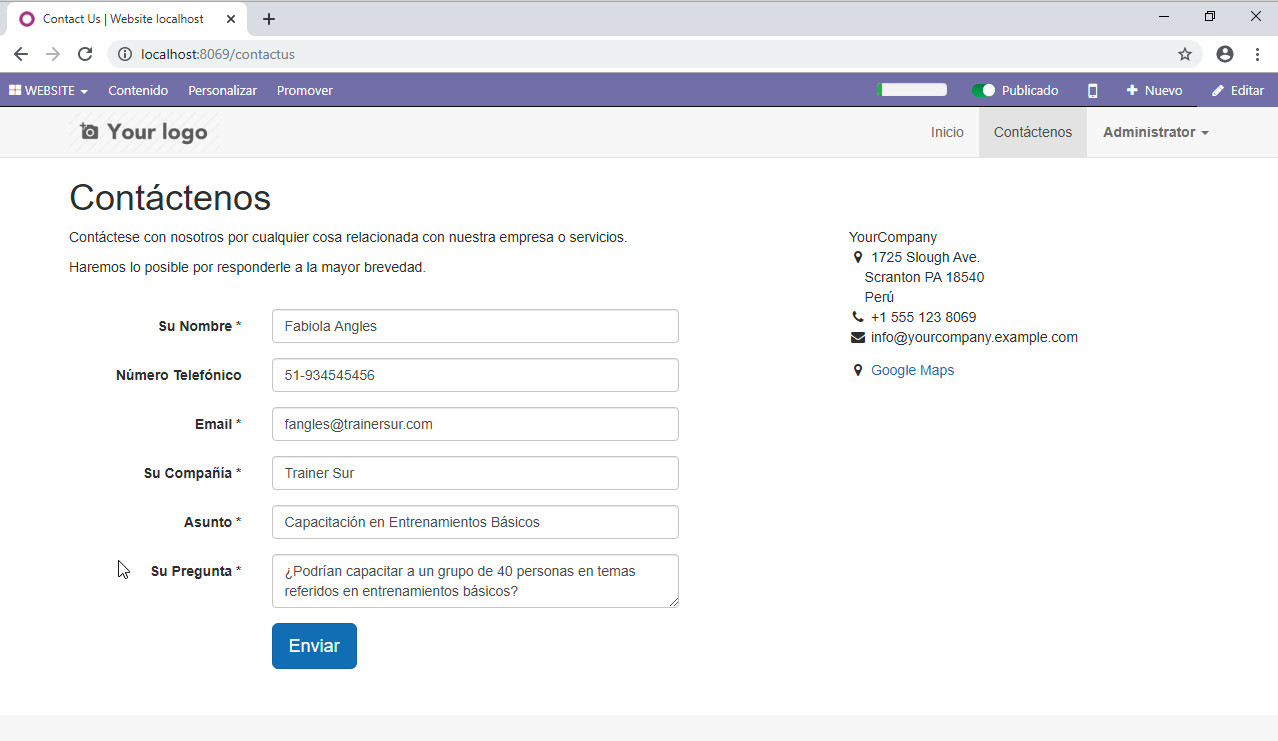 Contact Us | Website localhost
localhost:8069/contactus
WEBSITE Contenido Personalizar Promover Publicado Nuevo Editar
Your logo Inicio Contáctenos Administrator
Contáctenos
Contáctese con nosotros por cualquier cosa relacionada con nuestra empresa o servicios.
Haremos lo posible por responderle a la mayor brevedad.
Su Nombre * Fabiola Angles
Número Telefónico 51-934545456
Email * fangles@trainersur.com
Su Compañía * Trainer Sur
Asunto * Capacitación en Entrenamientos Básicos
Su Pregunta * ¿Podrían capacitar a un grupo de 40 personas en temas
referidos en entrenamientos básicos?
Enviar
YourCompany
1725 Slough Ave.
Scranton PA 18540
Perú
+1 555 123 8069
info@yourcompany.example.com
Google Maps